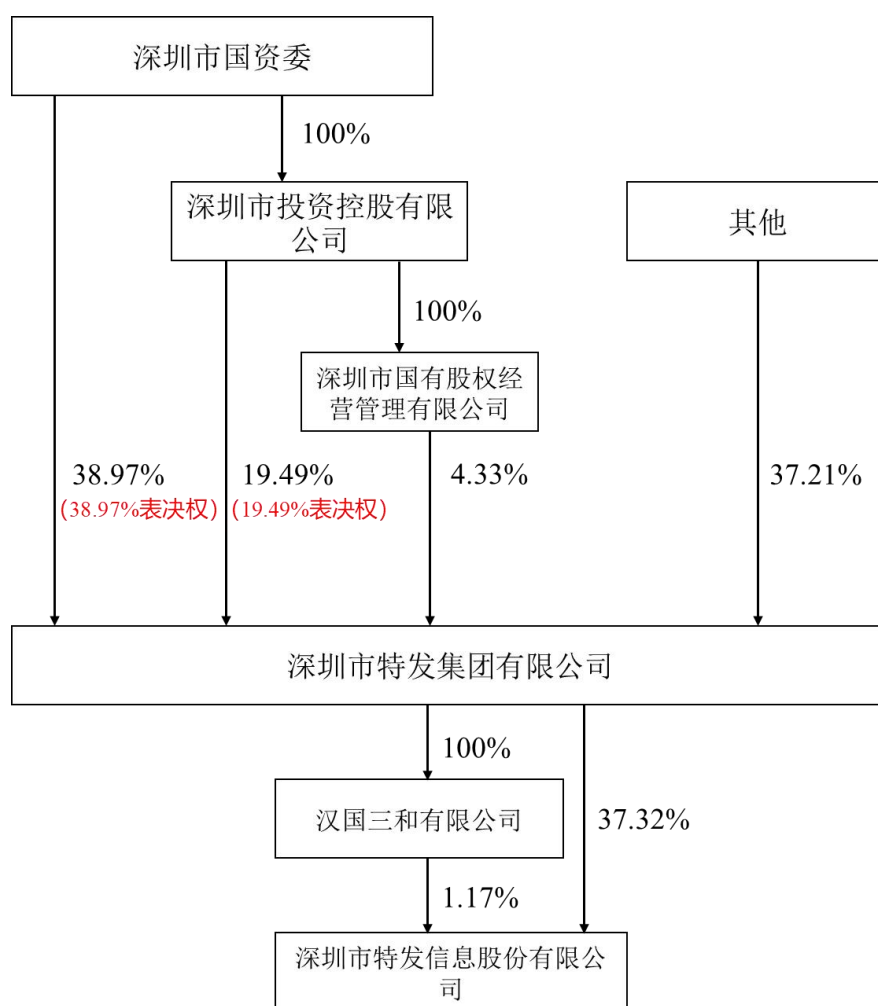 深圳市国资委
100%
深圳市投资控股有限
公司
其他
100%
深圳市国有股权经
营管理有限公司
38.97%
19.49%
4.33%
37.21%
(38.97%表决权)
(19.49%表决权)
深圳市特发集团有限公司
100%
汉国三和有限公司
37.32%
1.17%
深圳市特发信息股份有限公
司